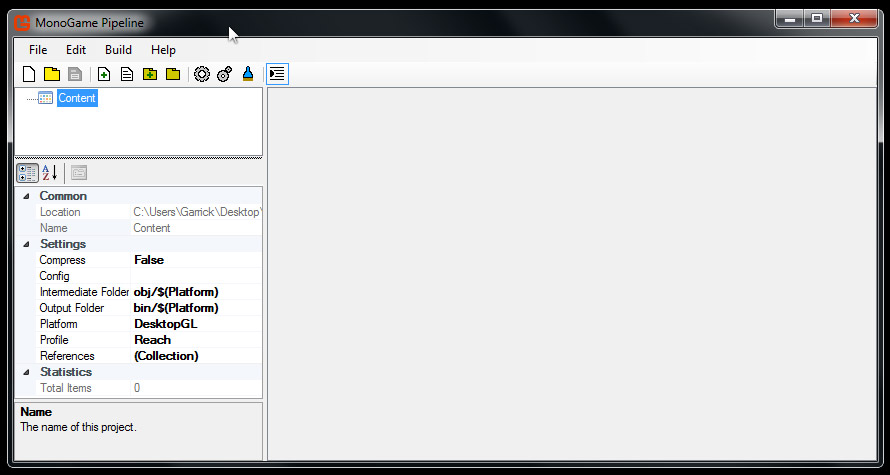 MonoGame Pipeline
File Edit Build Help
Content
Common
Location C:\Users\Garrick\Desktop\
Name Content
Settings
Compress False
Config
Intermediate Folder obj/$(Platform)
Output Folder bin/$(Platform)
Platform DesktopGL
Profile Reach
References (Collection)
Statistics
Total Items 0
Name
The name of this project.